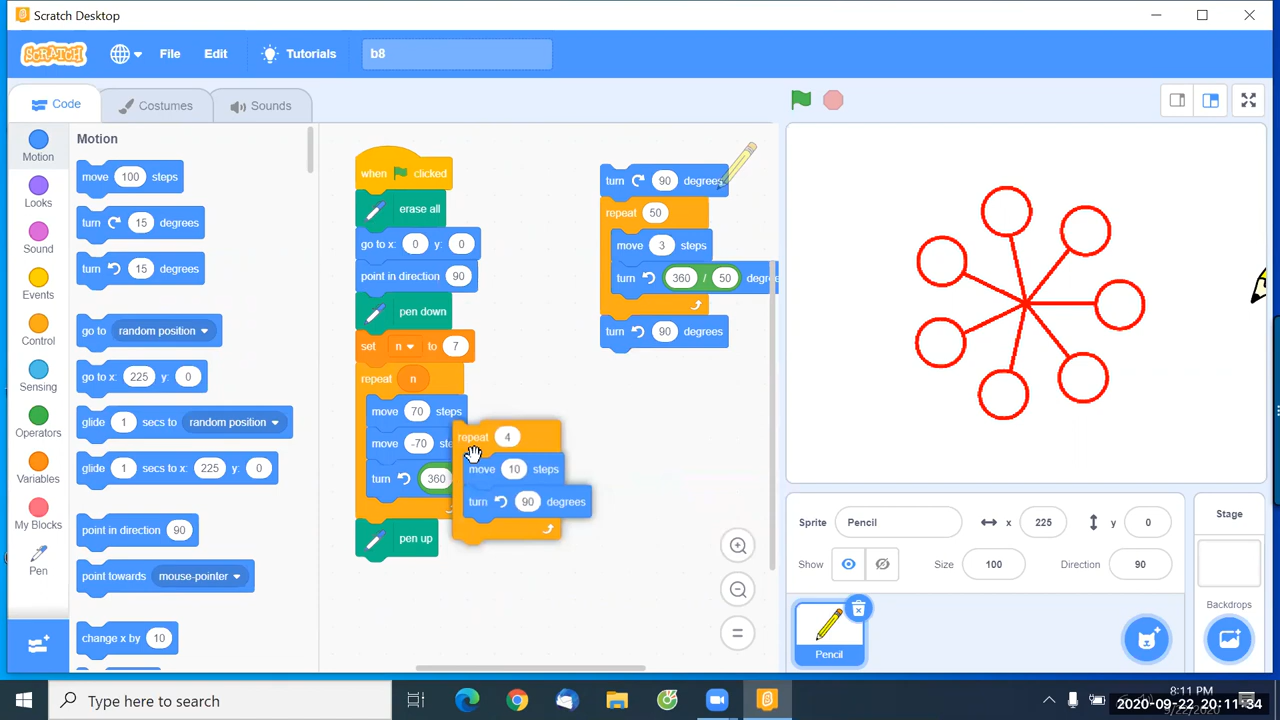 Scratch Desktop
SCRATCH
File
Edit
Tutorials
b8
Code
Costumes
Sounds
Motion
Looks
Sound
Events
Control
Sensing
Operators
Variables
My Blocks
Pen
Motion
move 100 steps
turn 15 degrees
turn 15 degrees
go to random position
go to x: 225 y: 0
glide 1 secs to random position
glide 1 secs to x: 225 y: 0
point in direction 90
point towards mouse-pointer
change x by 10
when clicked
erase all
go to x: 0 y: 0
point in direction 90
pen down
set n to 7
repeat n
move 70 steps
move -70
turn 360
pen up
repeat 4
move 10 steps
turn 90 degrees
turn 90 degrees
repeat 50
move 3 steps
turn 360 / 50
turn 90 degrees
Sprite Pencil x 225 y 0
Show Size 100 Direction 90
Pencil
Stage
Backdrops
Type here to search
8:11 PM
2020-09-22 20:11:34